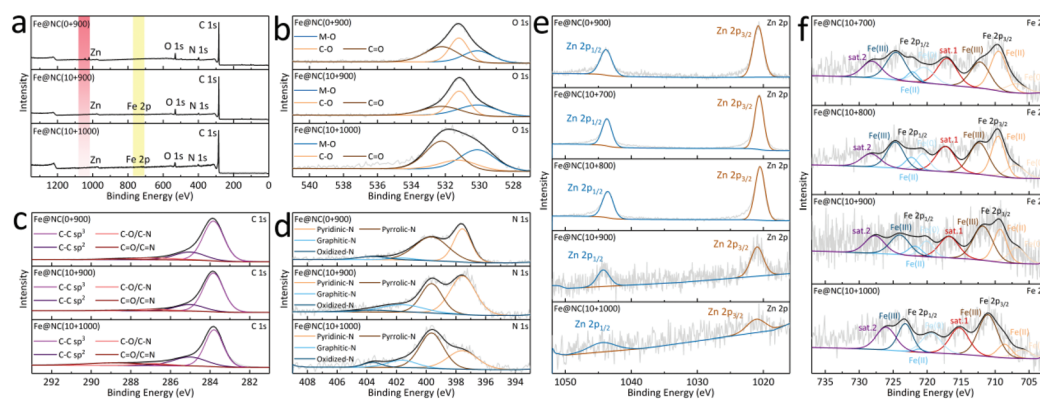 a
Fe@NC(0+900)
C 1s
Zn
O 1s
N 1s
Fe@NC(10+900)
C 1s
Zn
Fe 2p
O 1s
N 1s
Fe@NC(10+1000)
C 1s
Zn
Fe 2p
O 1s
N 1s
Intensity
1200 1000 800 600 400 200 0
Binding Energy (eV)
b
Fe@NC(0+900)
O 1s
M-O
C-O
C=O
Fe@NC(10+900)
O 1s
M-O
C-O
C=O
Fe@NC(10+1000)
O 1s
M-O
C-O
C=O
Intensity
540 538 536 534 532 530 528
Binding Energy (eV)
c
Fe@NC(0+900)
C 1s
C-C sp³
C-O/C-N
C-C sp²
C=O/C=N
Fe@NC(10+900)
C 1s
C-C sp³
C-O/C-N
C-C sp²
C=O/C=N
Fe@NC(10+1000)
C 1s
C-C sp³
C-O/C-N
C-C sp²
C=O/C=N
Intensity
292 290 288 286 284 282
Binding Energy (eV)
d
Fe@NC(0+900)
N 1s
Pyridinic-N
Pyrrolic-N
Graphitic-N
Oxidized-N
Fe@NC(10+900)
N 1s
Pyridinic-N
Pyrrolic-N
Graphitic-N
Oxidized-N
Fe@NC(10+1000)
N 1s
Pyridinic-N
Pyrrolic-N
Graphitic-N
Oxidized-N
Intensity
408 406 404 402 400 398 396 394
Binding Energy (eV)
e
Fe@NC(0+900)
Zn 2p
Zn 2p1/2
Zn 2p3/2
Fe@NC(10+700)
Zn 2p
Zn 2p1/2
Zn 2p3/2
Fe@NC(10+800)
Zn 2p
Zn 2p1/2
Zn 2p3/2
Fe@NC(10+900)
Zn 2p
Zn 2p1/2
Zn 2p3/2
Fe@NC(10+1000)
Zn 2p
Zn 2p1/2
Zn 2p3/2
Intensity
1050 1040 1030 1020
Binding Energy (eV)
f
Fe@NC(10+700)
Fe 2
sat.2
Fe(III)
Fe 2p1/2
Fe(II)
sat.1
Fe(III)
Fe 2p3/2
Fe(II)
Fe@NC(10+800)
Fe 2
sat.2
Fe(III)
Fe 2p1/2
Fe(II)
sat.1
Fe(III)
Fe 2p3/2
Fe@NC(10+900)
Fe 2
sat.2
Fe(III)
Fe 2p1/2
Fe(II)
sat.1
Fe(III)
Fe 2p3/2
Fe@NC(10+1000)
Fe 2
sat.2
Fe(III)
Fe 2p1/2
sat.1
Fe(III)
Fe 2p3/2
Intensity
735 730 725 720 715 710 705
Binding Energy (eV)